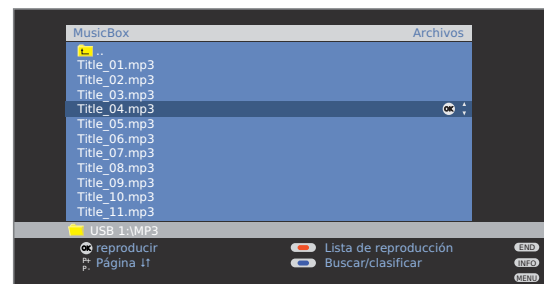 MusicBox Archivos
..
Title_01.mp3
Title_02.mp3
Title_03.mp3
Title_04.mp3 OK
Title_05.mp3
Title_06.mp3
Title_07.mp3
Title_08.mp3
Title_09.mp3
Title_10.mp3
Title_11.mp3
USB 1:\MP3
OK reproducir Lista de reproducción END
P+ P- Página ↓↑ Buscar/clasificar INFO
MENU